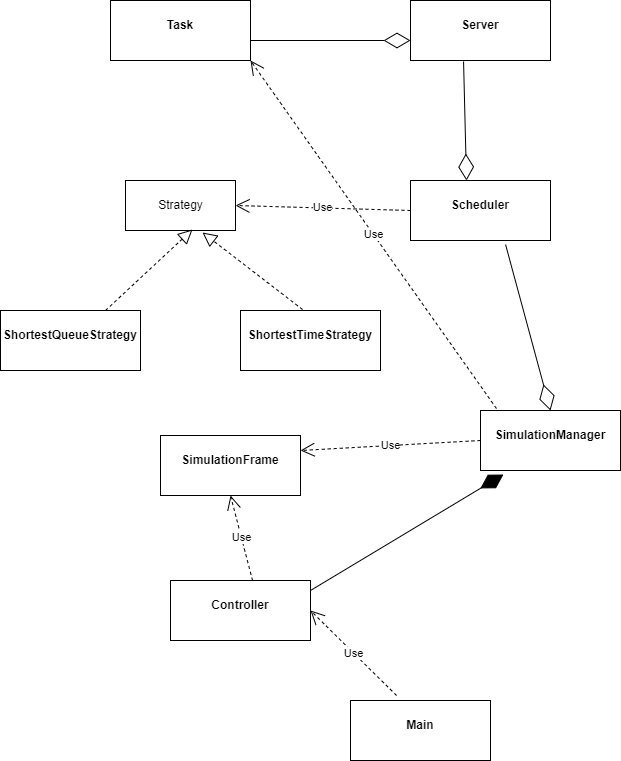 Task
Server
Strategy
Use
Scheduler
Use
ShortestQueueStrategy
ShortestTimeStrategy
SimulationManager
Use
SimulationFrame
Use
Controller
Use
Main